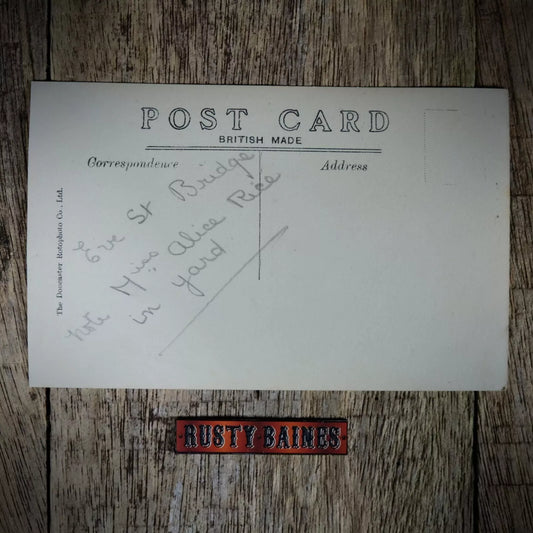 POST CARD
BRITISH MADE
Correspondence
Address
The Doncaster Rotophoto Co., Ltd.
Eve St Bridge
note Miss Alice Rice
in yard
RUSTY BAINES